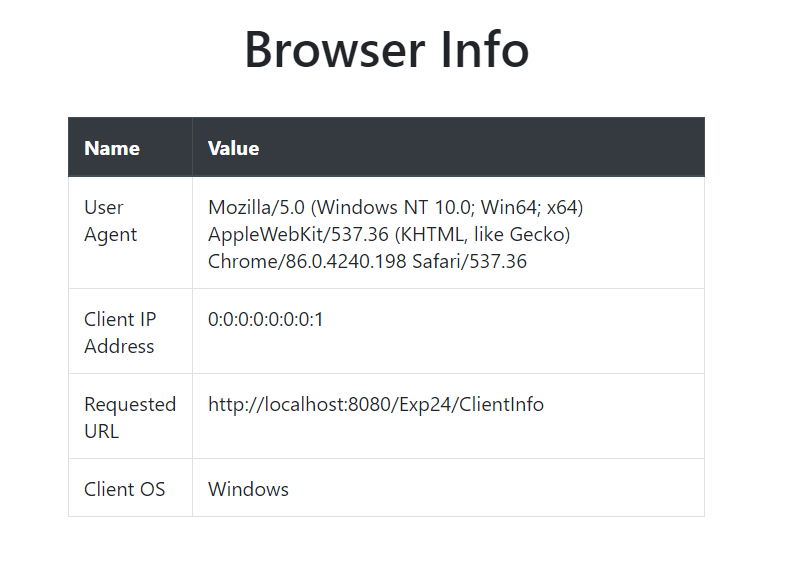 Browser Info
Name Value
User Mozilla/5.0 (Windows NT 10.0; Win64; x64)
Agent AppleWebKit/537.36 (KHTML, like Gecko)
Chrome/86.0.4240.198 Safari/537.36
Client IP 0:0:0:0:0:0:0:1
Address
Requested http://localhost:8080/Exp24/ClientInfo
URL
Client OS Windows